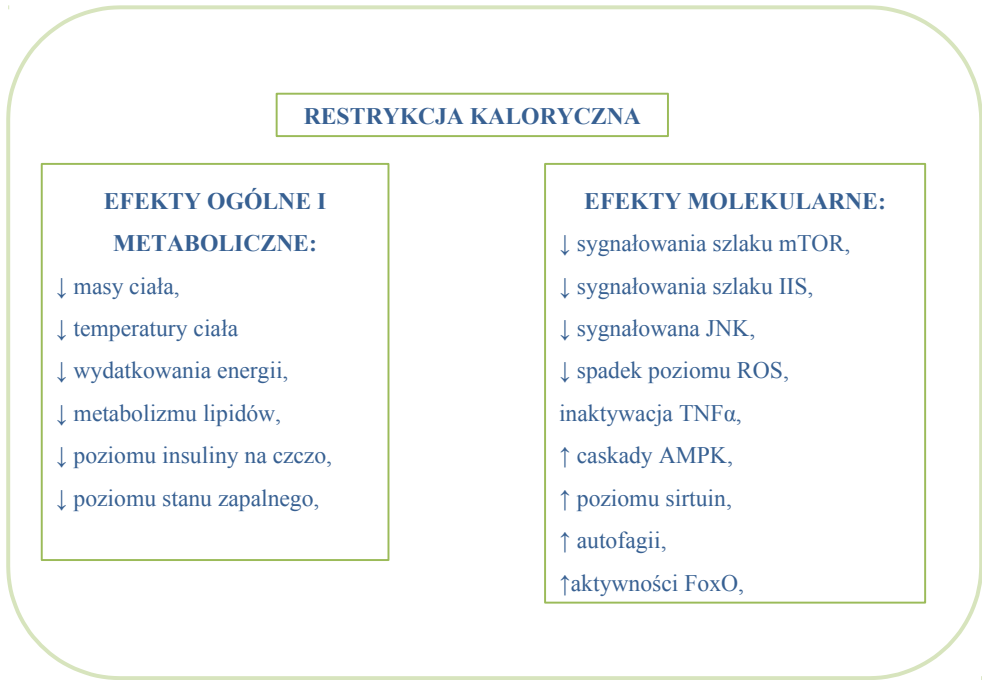 RESTRYKCJA KALORYCZNA
EFEKTY OGÓLNE I
METABOLICZNE:
↓ masy ciała,
↓ temperatury ciała
↓ wydatkowania energii,
↓ metabolizmu lipidów,
↓ poziomu insuliny na czczo,
↓ poziomu stanu zapalnego,
EFEKTY MOLEKULARNE:
↓ sygnałowania szlaku mTOR,
↓ sygnałowania szlaku IIS,
↓ sygnałowana JNK,
↓ spadek poziomu ROS,
inaktywacja TNFα,
↑ caskady AMPK,
↑ poziomu sirtuin,
↑ autofagii,
↑aktywności FoxO,